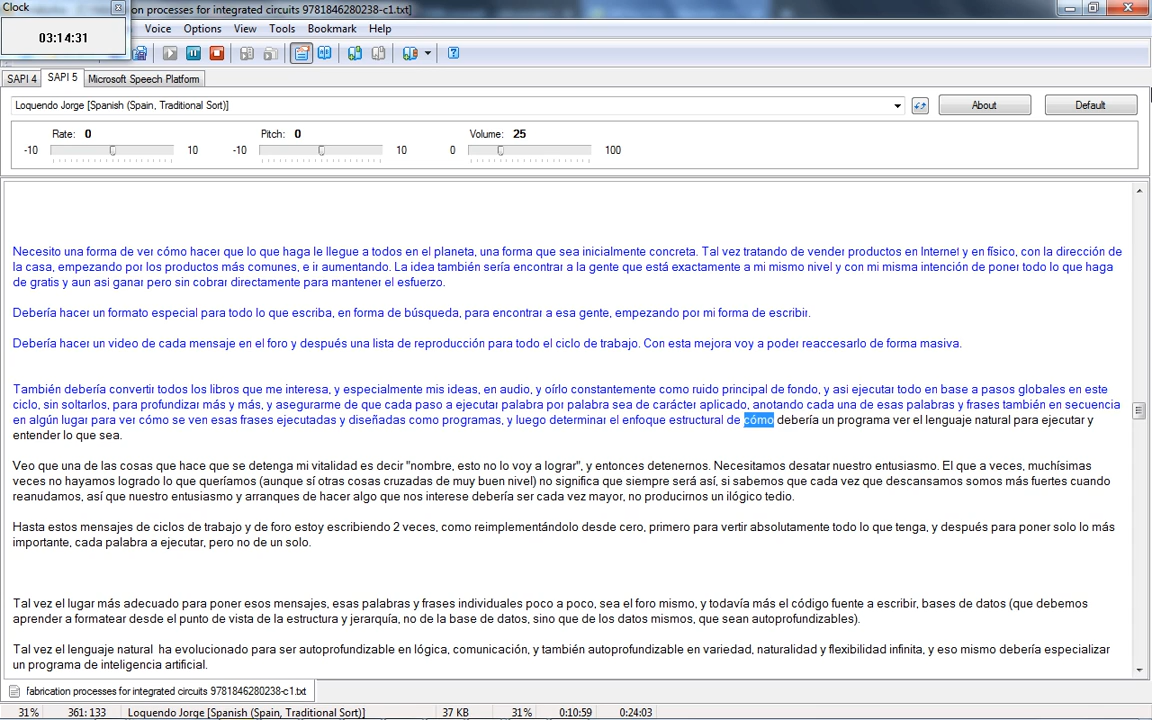 Clock
on processes for integrated circuits 9781846280238-c1.txt]
03:14:31
Voice Options View Tools Bookmark Help
SAPI 4 SAPI 5 Microsoft Speech Platform
Loquendo Jorge [Spanish (Spain, Traditional Sort)] About Default
Rate: 0 Pitch: 0 Volume: 25
-10 10 -10 10 0 100
Necesito una forma de ver cómo hacer que lo que haga le llegue a todos en el planeta, una forma que sea inicialmente concreta. Tal vez tratando de vender productos en Internet y en físico, con la dirección de
la casa, empezando por los productos más comunes, e ir aumentando. La idea también sería encontrar a la gente que está exactamente a mi mismo nivel y con mi misma intención de poner todo lo que haga
de gratis y aun asi ganar pero sin cobrar directamente para mantener el esfuerzo.
Debería hacer un formato especial para todo lo que escriba, en forma de búsqueda, para encontrar a esa gente, empezando por mi forma de escribir.
Debería hacer un video de cada mensaje en el foro y después una lista de reproducción para todo el ciclo de trabajo. Con esta mejora voy a poder reaccesarlo de forma masiva.
También debería convertir todos los libros que me interesa, y especialmente mis ideas, en audio, y oírlo constantemente como ruido principal de fondo, y asi ejecutar todo en base a pasos globales en este
ciclo, sin soltarlos, para profundizar más y más, y asegurarme de que cada paso a ejecutar palabra por palabra sea de carácter aplicado, anotando cada una de esas palabras y frases también en secuencia
en algún lugar para ver cómo se ven esas frases ejecutadas y diseñadas como programas, y luego determinar el enfoque estructural de cómo debería un programa ver el lenguaje natural para ejecutar y
entender lo que sea.
Veo que una de las cosas que hace que se detenga mi vitalidad es decir "nombre, esto no lo voy a lograr", y entonces detenernos. Necesitamos desatar nuestro entusiasmo. El que a veces, muchísimas
veces no hayamos logrado lo que queríamos (aunque sí otras cosas cruzadas de muy buen nivel) no significa que siempre será así, si sabemos que cada vez que descansamos somos más fuertes cuando
reanudamos, así que nuestro entusiasmo y arranques de hacer algo que nos interese debería ser cada vez mayor, no producirnos un ilógico tedio.
Hasta estos mensajes de ciclos de trabajo y de foro estoy escribiendo 2 veces, como reimplementándolo desde cero, primero para vertir absolutamente todo lo que tenga, y después para poner solo lo más
importante, cada palabra a ejecutar, pero no de un solo.
Tal vez el lugar más adecuado para poner esos mensajes, esas palabras y frases individuales poco a poco, sea el foro mismo, y todavía más el código fuente a escribir, bases de datos (que debemos
aprender a formatear desde el punto de vista de la estructura y jerarquía, no de la base de datos, sino que de los datos mismos, que sean autoprofundizables).
Tal vez el lenguaje natural ha evolucionado para ser autoprofundizable en lógica, comunicación, y también autoprofundizable en variedad, naturalidad y flexibilidad infinita, y eso mismo debería especializar
un programa de inteligencia artificial.
fabrication processes for integrated circuits 9781846280238-c1.txt
31% 361: 133 Loquendo Jorge [Spanish (Spain, Traditional Sort)] 37 KB 31% 0:10:59 0:24:03